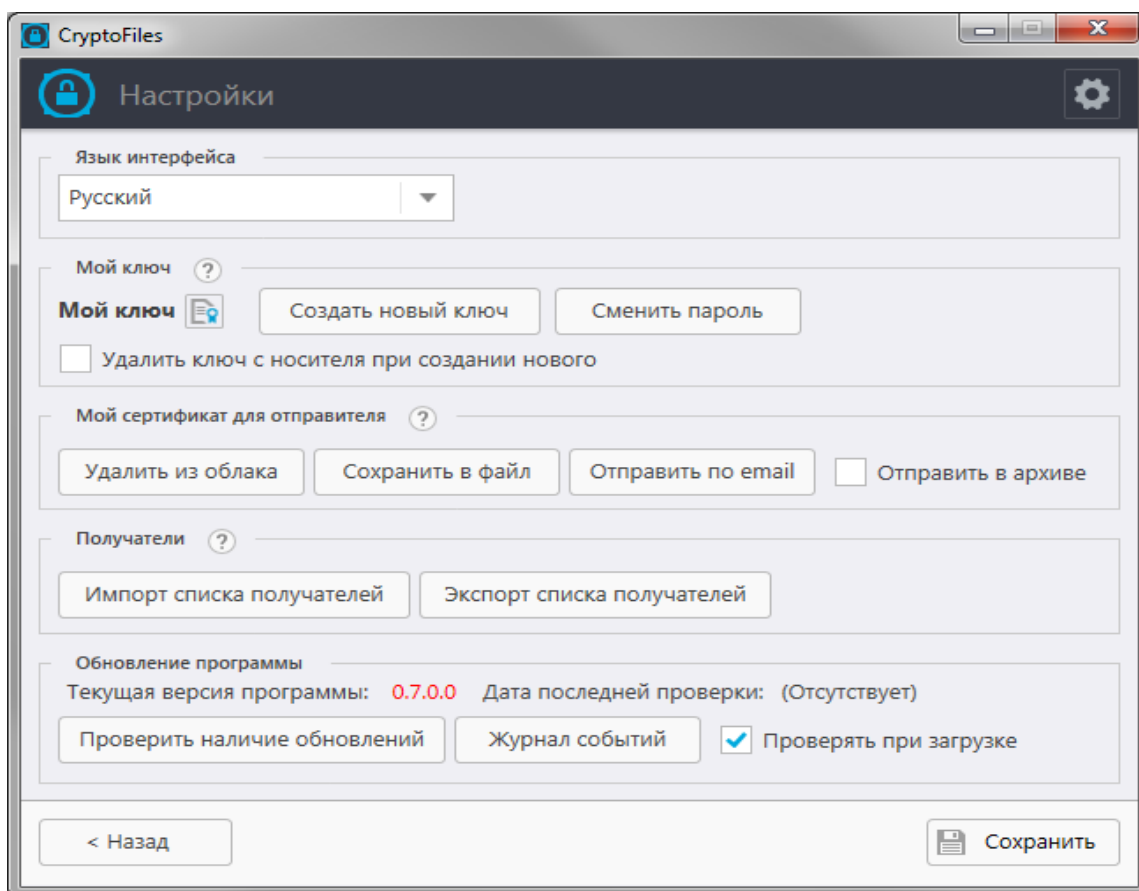 CryptoFiles
Настройки
Язык интерфейса
Русский
Мой ключ ?
Мой ключ Создать новый ключ Сменить пароль
Удалить ключ с носителя при создании нового
Мой сертификат для отправителя ?
Удалить из облака Сохранить в файл Отправить по email Отправить в архиве
Получатели ?
Импорт списка получателей Экспорт списка получателей
Обновление программы
Текущая версия программы: 0.7.0.0 Дата последней проверки: (Отсутствует)
Проверить наличие обновлений Журнал событий Проверять при загрузке
< Назад Сохранить